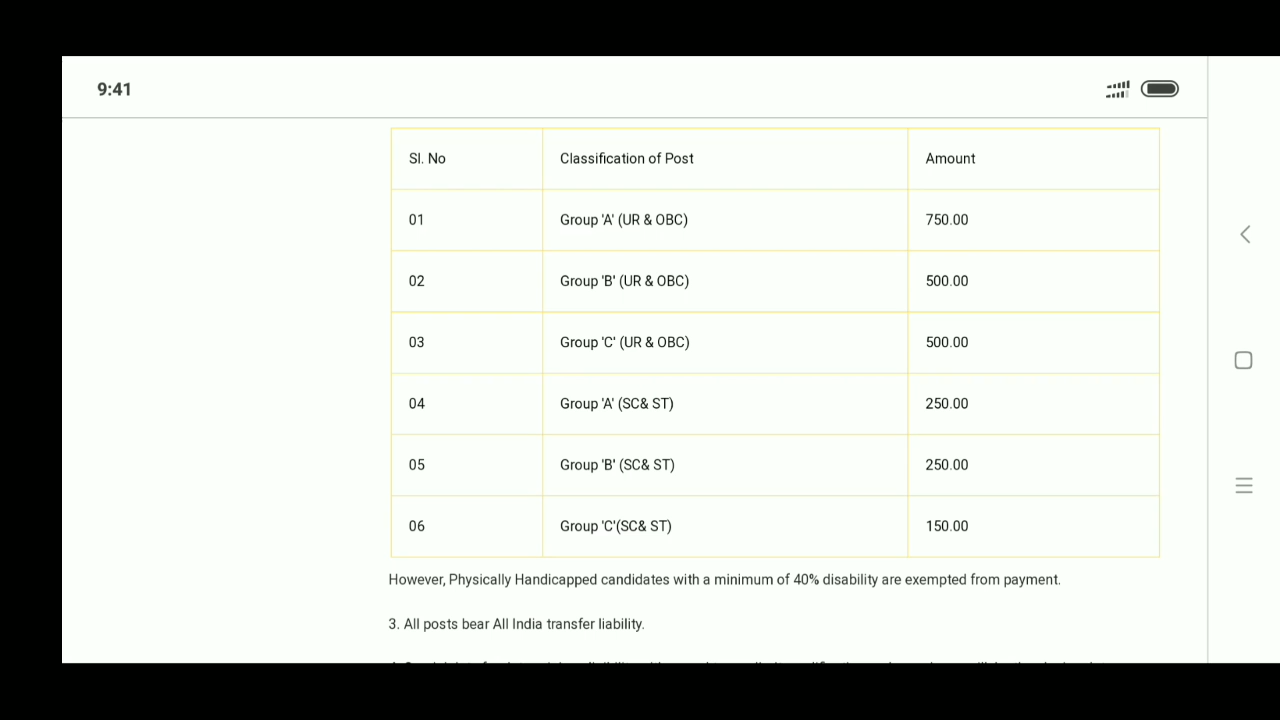 9:41
Sl. No Classification of Post Amount
01 Group 'A' (UR & OBC) 750.00
02 Group 'B' (UR & OBC) 500.00
03 Group 'C' (UR & OBC) 500.00
04 Group 'A' (SC& ST) 250.00
05 Group 'B' (SC& ST) 250.00
06 Group 'C'(SC& ST) 150.00
However, Physically Handicapped candidates with a minimum of 40% disability are exempted from payment.
3. All posts bear All India transfer liability.